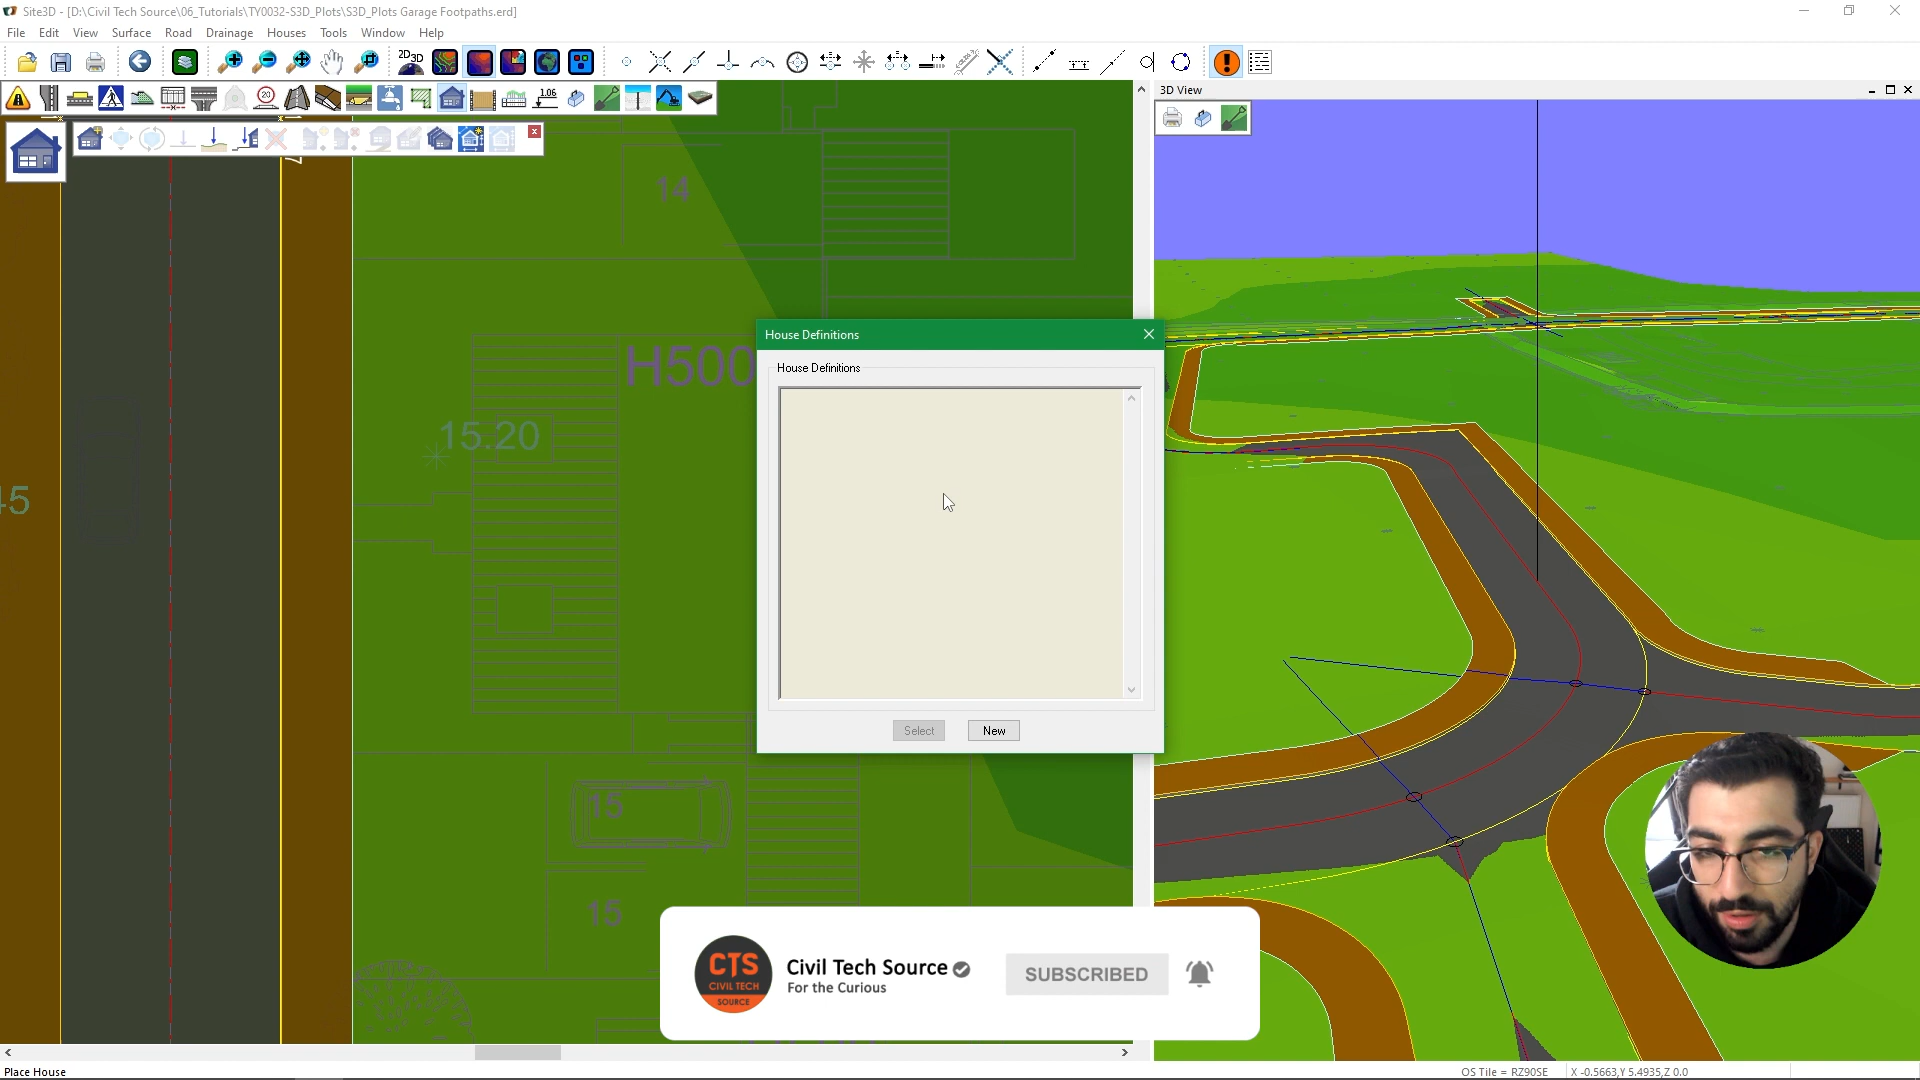 Site3D - [D:\Civil Tech Source\06_Tutorials\TY0032-S3D_Plots\S3D_Plots Garage Footpaths.erd]
File Edit View Surface Road Drainage Houses Tools Window Help
2D 3D
20
1.06
3D View
14
House Definitions
House Definitions
H500
15.20
45
Select New
15
15
CTS
CIVIL TECH
SOURCE
Civil Tech Source
For the Curious
SUBSCRIBED
Place House
OS Tile = RZ90SE X -0.5663,Y 5.4935,Z 0.0